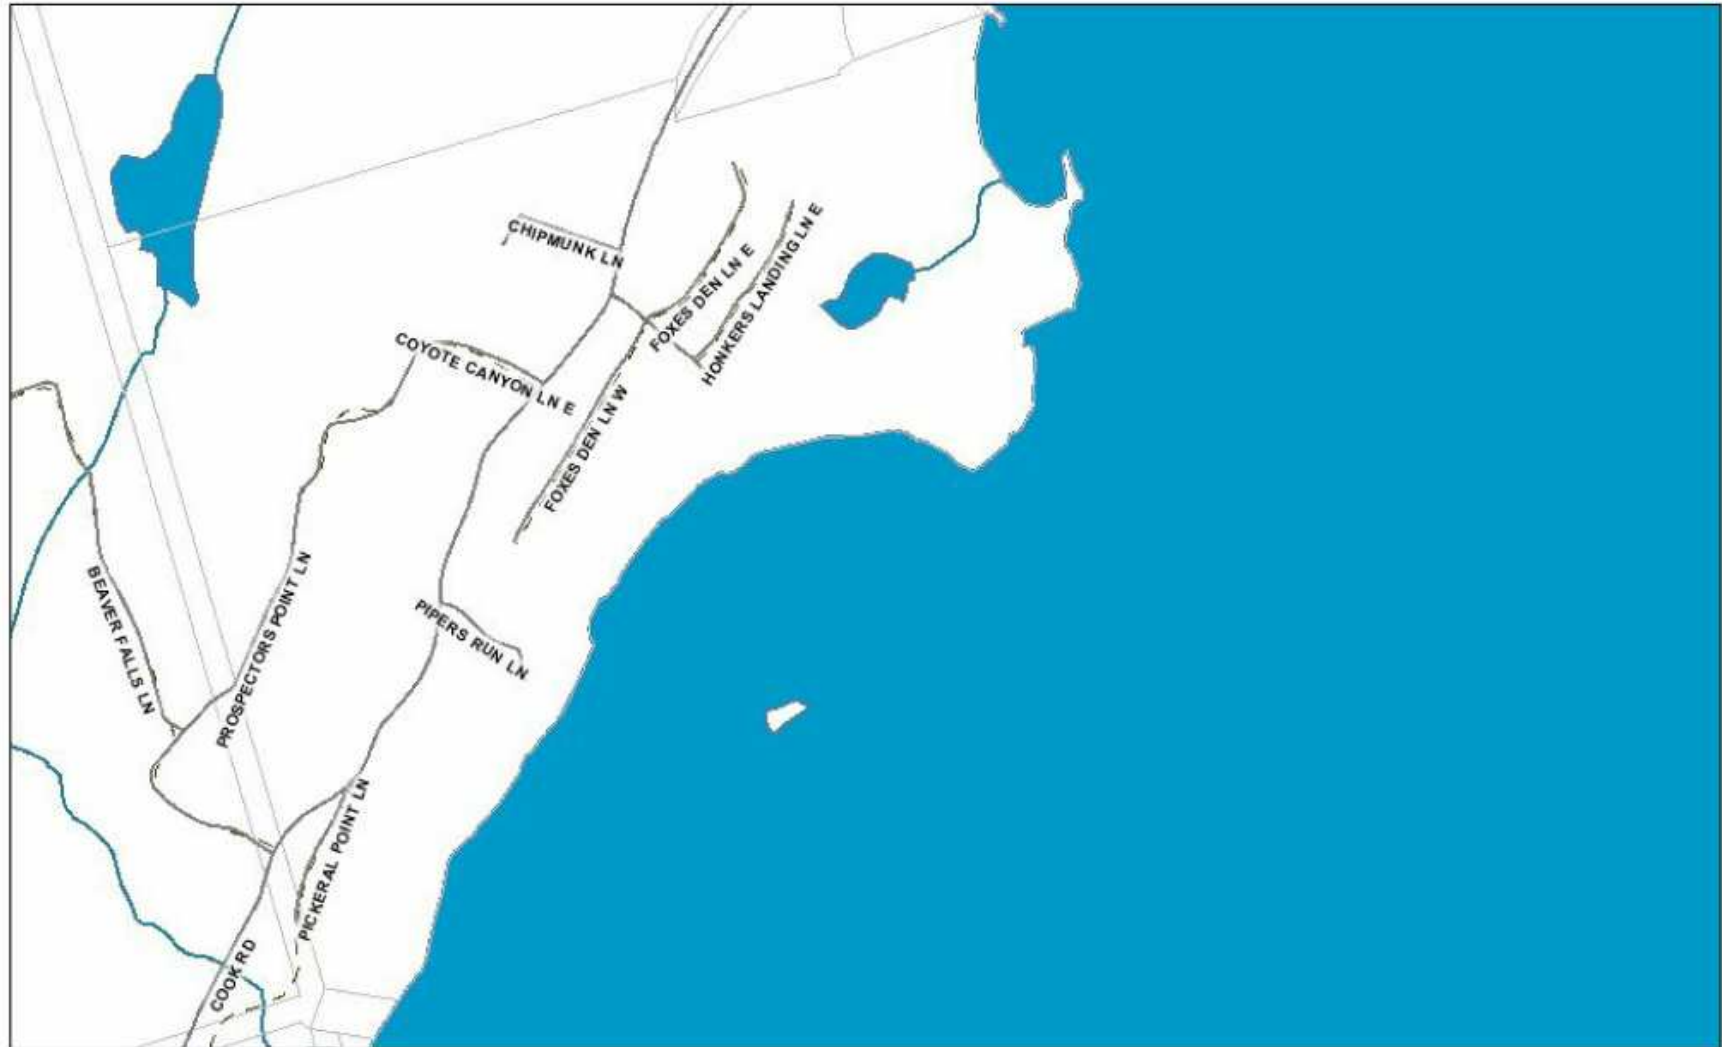 CHIPMUNK LN
FOXES DEN LN E
HONKERS LANDING LN E
COYOTE CANYON LN E
FOXES DEN LN W
BEAVER FALLS LN
PROSPECTORS POINT LN
PIPERS RUN LN
PICKERAL POINT LN
COOK RD